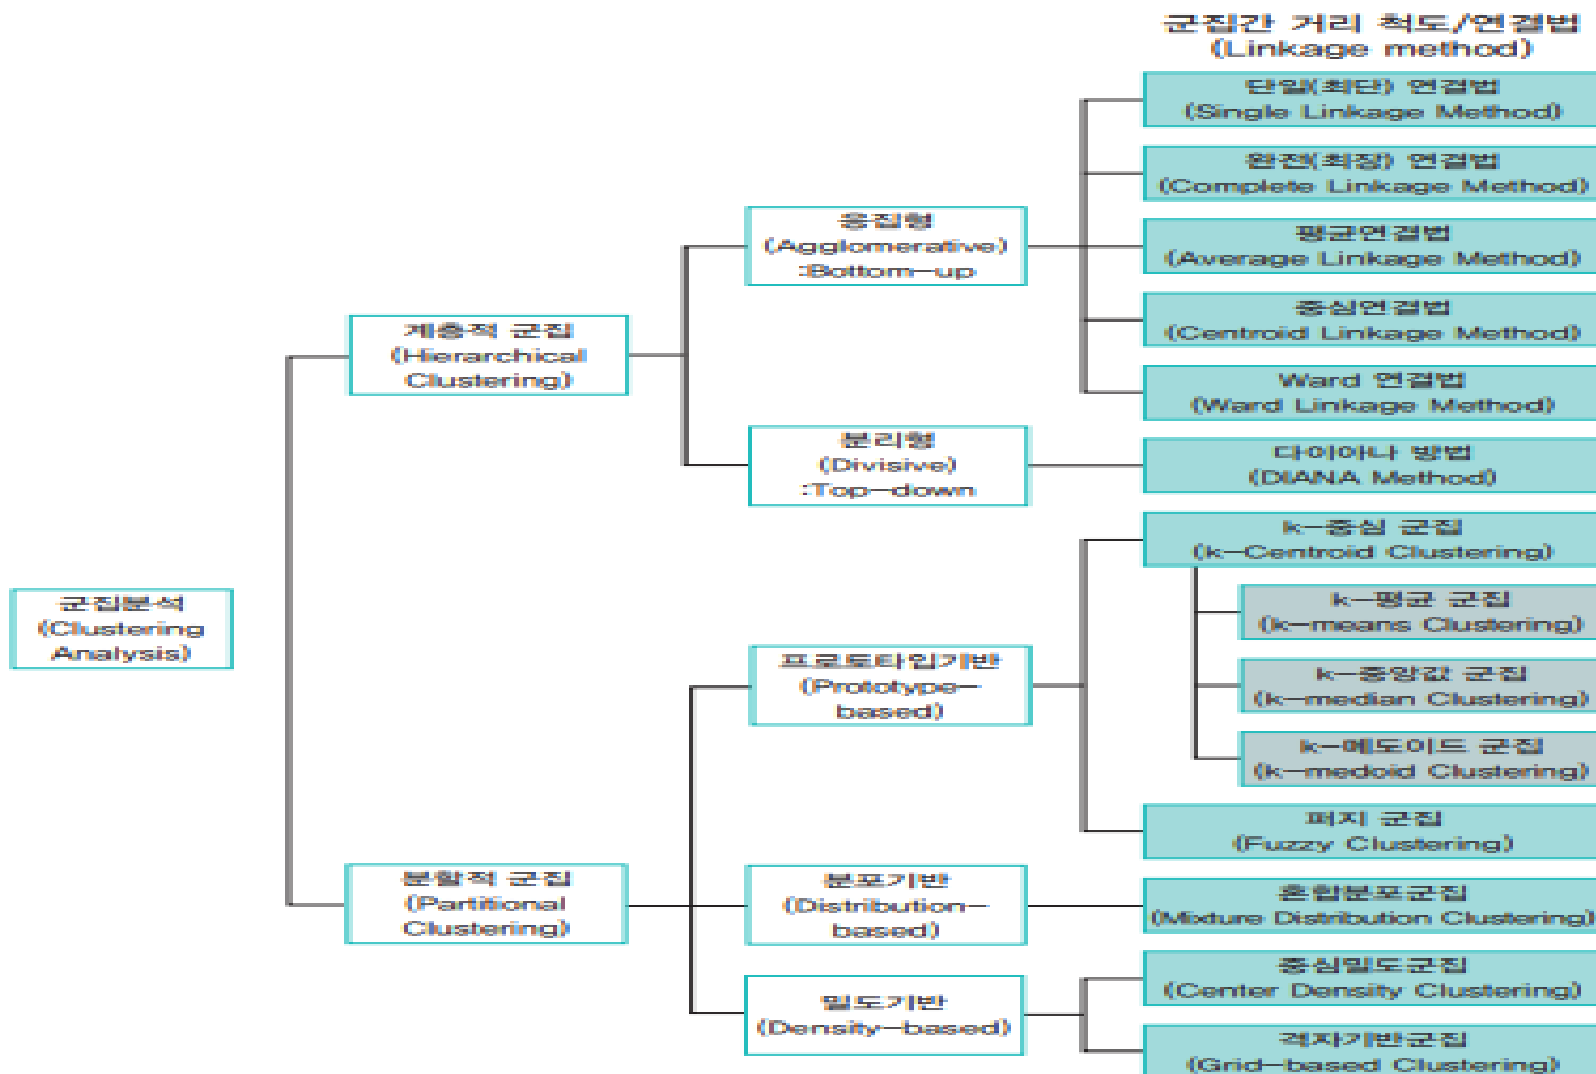 군집간 거리 척도/연결법
(Linkage method)
단일(최단) 연결법
(Single Linkage Method)
완전(최장) 연결법
(Complete Linkage Method)
응집형
(Agglomerative)
:Bottom-up
평균연결법
(Average Linkage Method)
중심연결법
(Centroid Linkage Method)
계층적 군집
(Hierarchical
Clustering)
Ward 연결법
(Ward Linkage Method)
분리형
(Divisive)
:Top-down
다이아나 방법
(DIANA Method)
k-중심 군집
(k-Centroid Clustering)
군집분석
(Clustering
Analysis)
k-평균 군집
(k-means Clustering)
프로토타입기반
(Prototype-
based)
k-중앙값 군집
(k-median Clustering)
k-메도이드 군집
(k-medoid Clustering)
퍼지 군집
(Fuzzy Clustering)
분할적 군집
(Partitional
Clustering)
분포기반
(Distribution-
based)
혼합분포군집
(Mixture Distribution Clustering)
중심밀도군집
(Center Density Clustering)
밀도기반
(Density-based)
격자기반군집
(Grid-based Clustering)